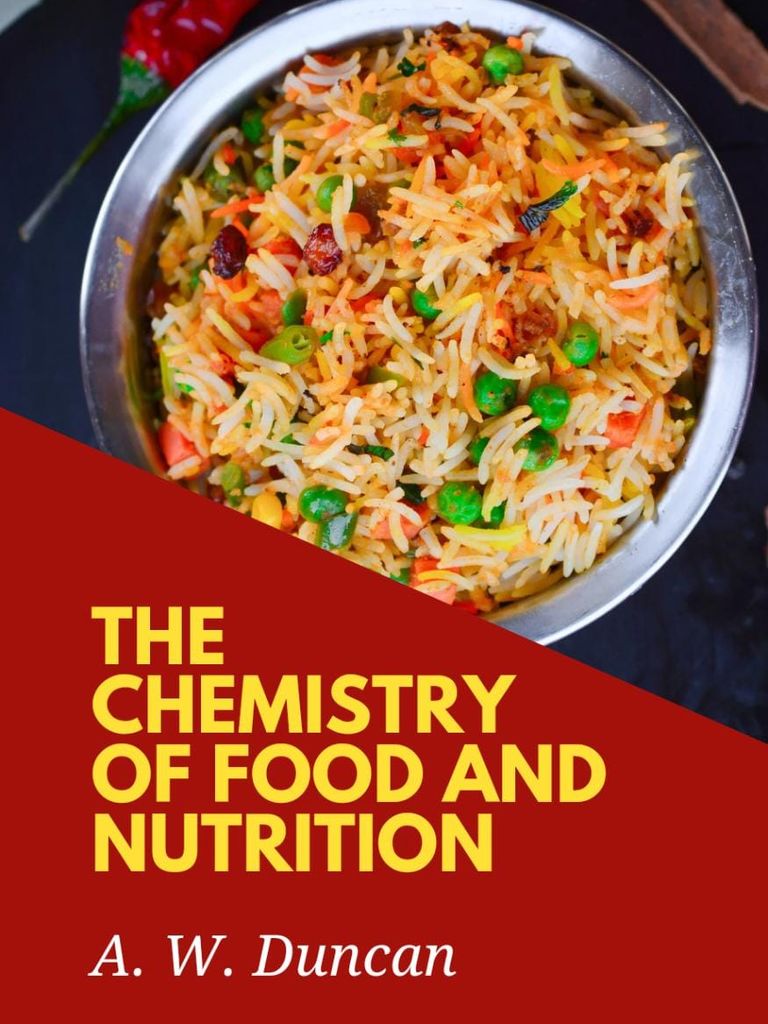 THE
CHEMISTRY
OF FOOD AND
NUTRITION
A. W. Duncan